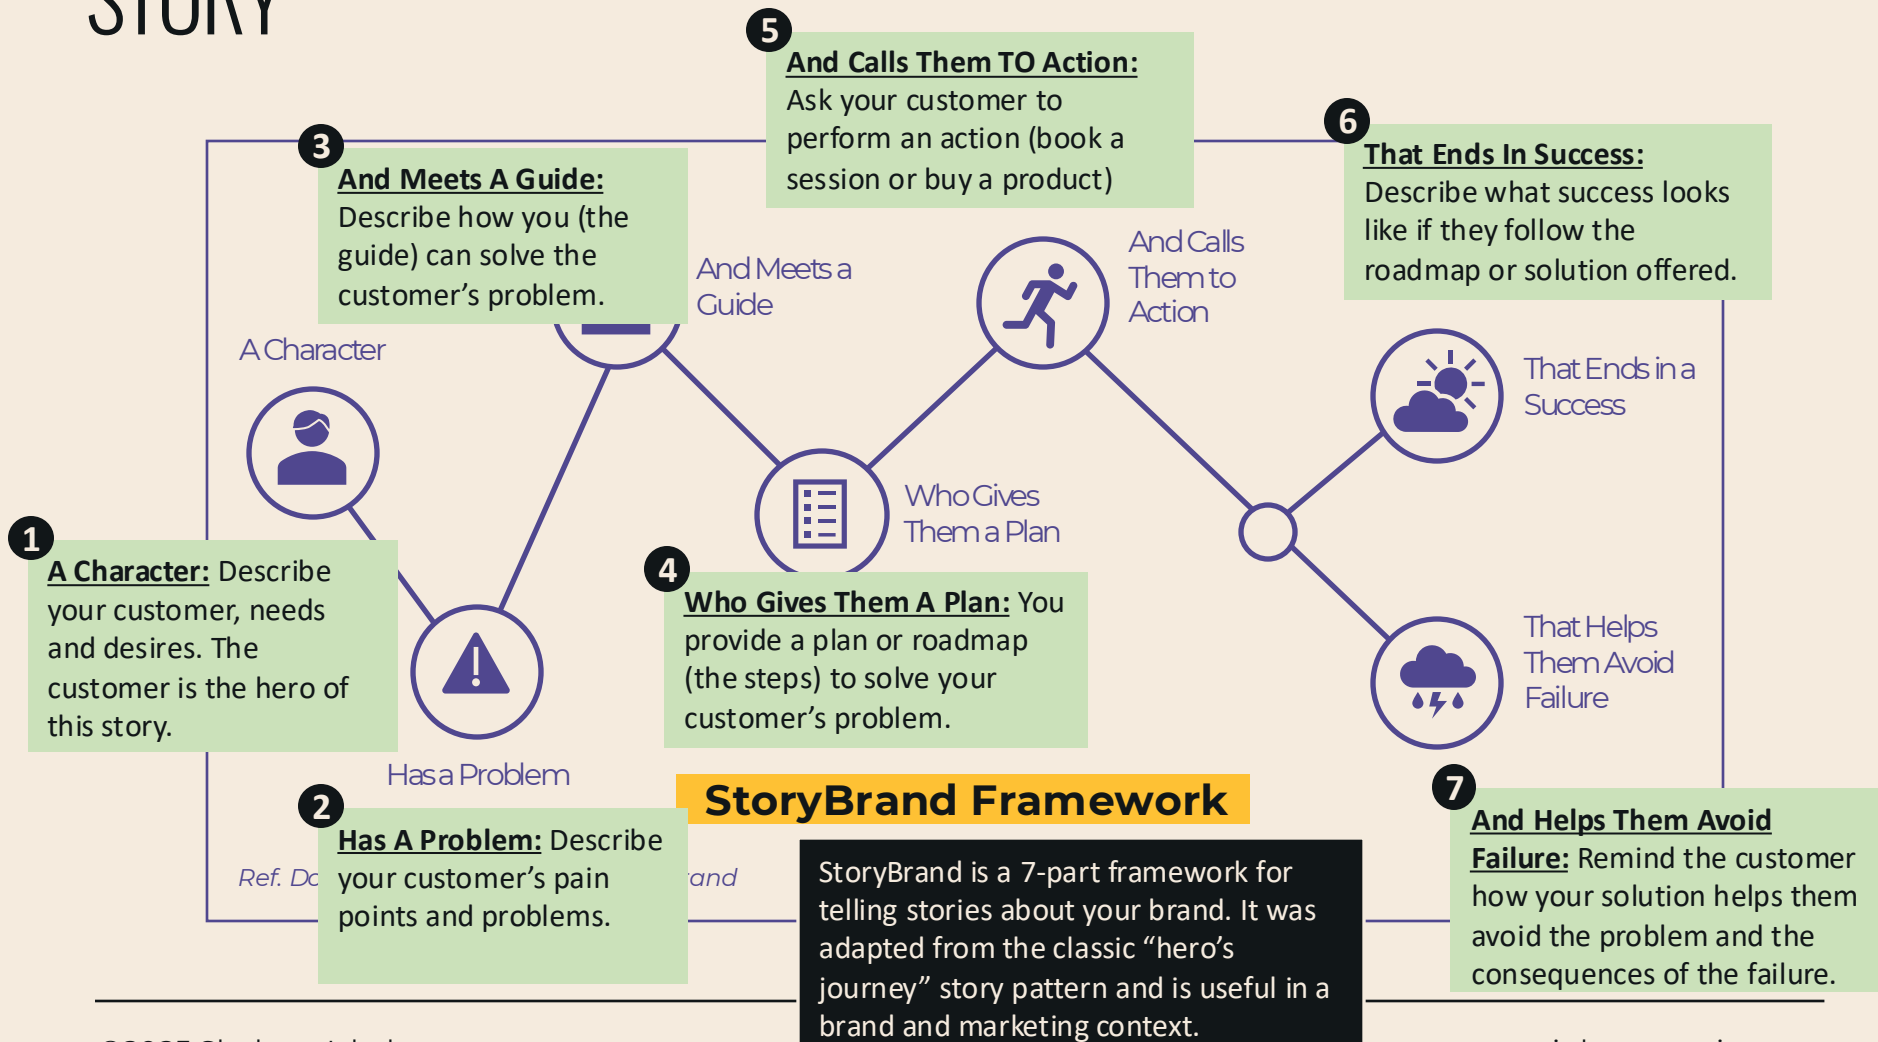 STORY
5
And Calls Them TO Action:
Ask your customer to
perform an action (book a
session or buy a product)
6
That Ends In Success:
Describe what success looks
like if they follow the
roadmap or solution offered.
3
And Meets A Guide:
Describe how you (the
guide) can solve the
customer’s problem.
And Meets a
Guide
And Calls
Them to
Action
A Character
That Ends in a
Success
Who Gives
Them a Plan
1
A Character: Describe
your customer, needs
and desires. The
customer is the hero of
this story.
4
Who Gives Them A Plan: You
provide a plan or roadmap
(the steps) to solve your
customer’s problem.
That Helps
Them Avoid
Failure
Has a Problem
2
Has A Problem: Describe
your customer’s pain
points and problems.
Ref.
StoryBrand Framework
StoryBrand is a 7-part framework for
telling stories about your brand. It was
adapted from the classic “hero’s
journey” story pattern and is useful in a
brand and marketing context.
7
And Helps Them Avoid
Failure: Remind the customer
how your solution helps them
avoid the problem and the
consequences of the failure.